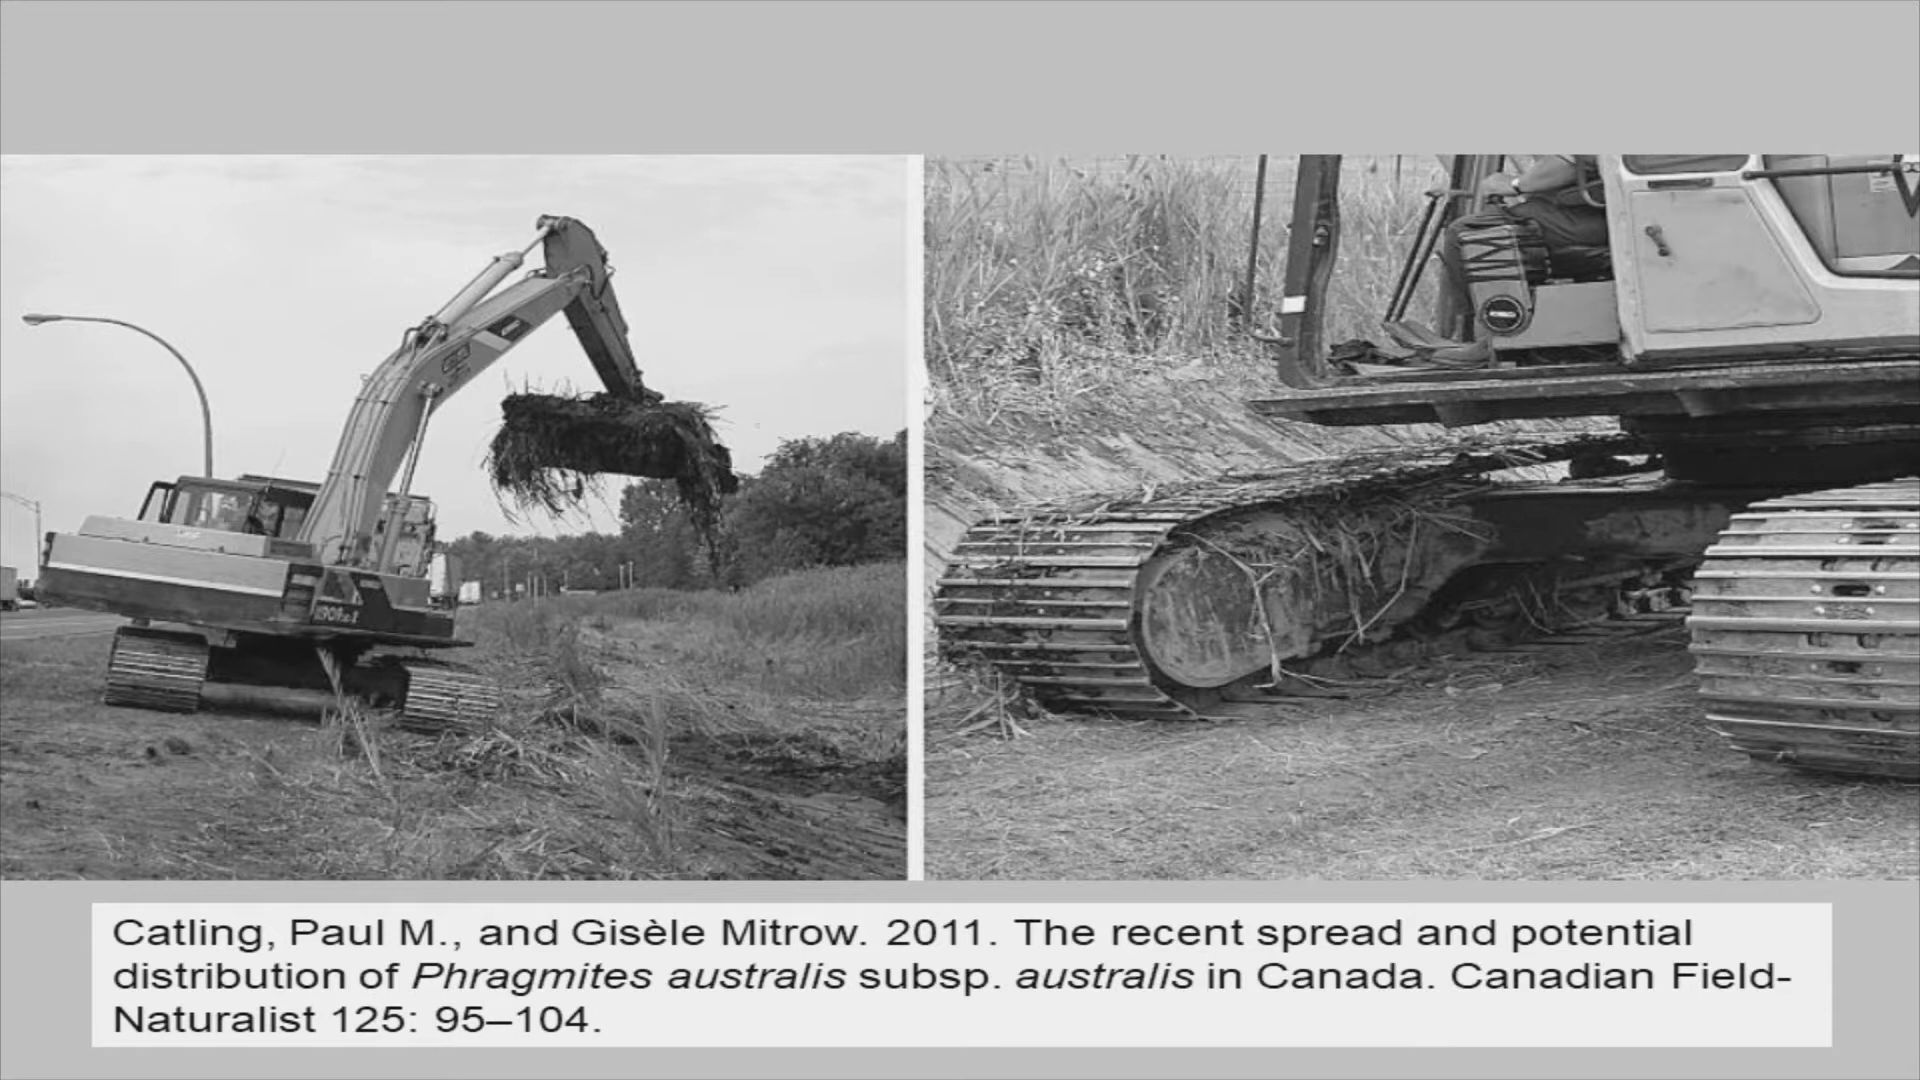 Catling, Paul M., and Gisèle Mitrow. 2011. The recent spread and potential
distribution of Phragmites australis subsp. australis in Canada. Canadian Field-
Naturalist 125: 95–104.